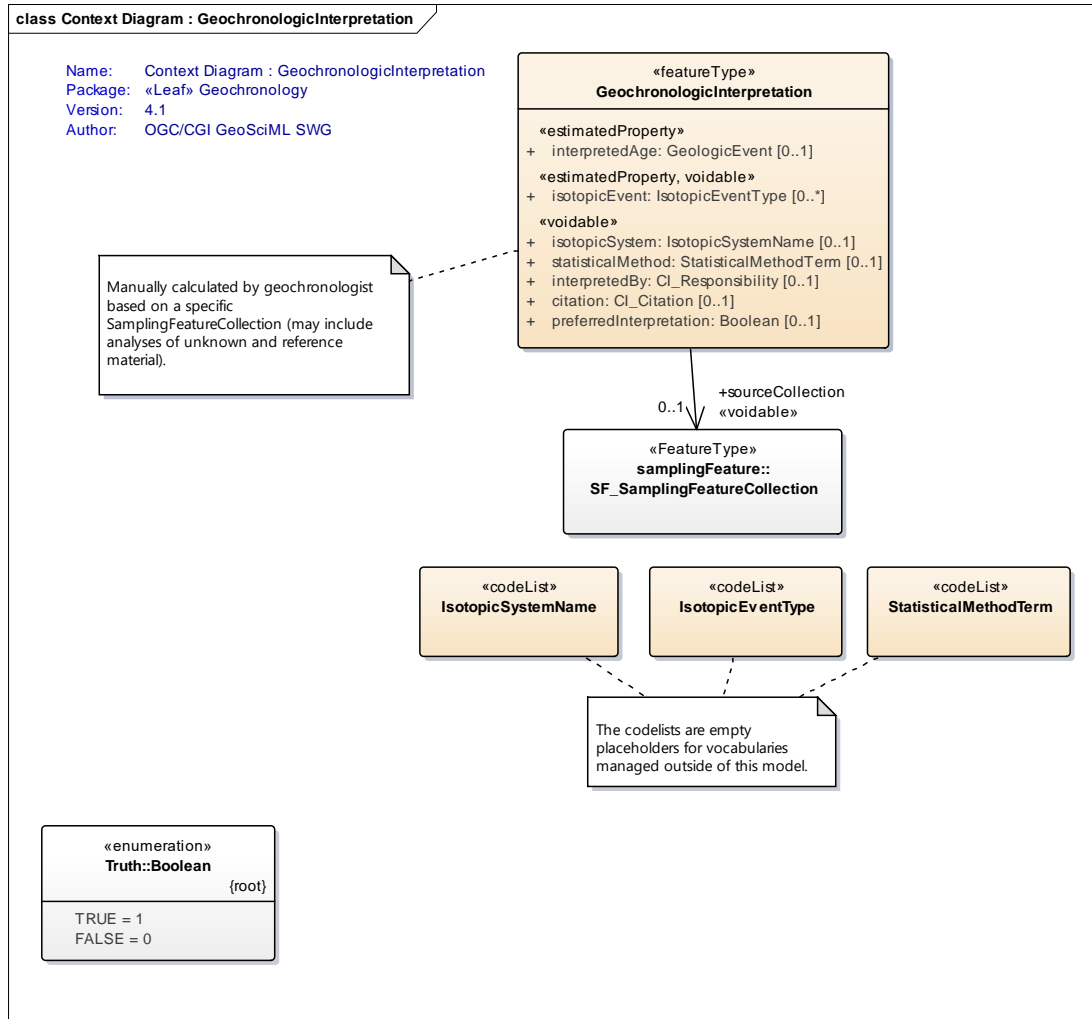 class Context Diagram : GeochronologicInterpretation
Name: Context Diagram : GeochronologicInterpretation
Package: «Leaf» Geochronology
Version: 4.1
Author: OGC/CGI GeoSciML SWG
«featureType»
GeochronologicInterpretation
«estimatedProperty»
+ interpretedAge: GeologicEvent [0..1]
«estimatedProperty, voidable»
+ isotopicEvent: IsotopicEventType [0..*]
«voidable»
+ isotopicSystem: IsotopicSystemName [0..1]
+ statisticalMethod: StatisticalMethodTerm [0..1]
+ interpretedBy: CI_Responsibility [0..1]
+ citation: CI_Citation [0..1]
+ preferredInterpretation: Boolean [0..1]
Manually calculated by geochronologist
based on a specific
SamplingFeatureCollection (may include
analyses of unknown and reference
material).
+sourceCollection
0..1
«voidable»
«FeatureType»
samplingFeature::
SF_SamplingFeatureCollection
«codeList»
IsotopicSystemName
«codeList»
IsotopicEventType
«codeList»
StatisticalMethodTerm
The codelists are empty
placeholders for vocabularies
managed outside of this model.
«enumeration»
Truth::Boolean
{root}
TRUE = 1
FALSE = 0